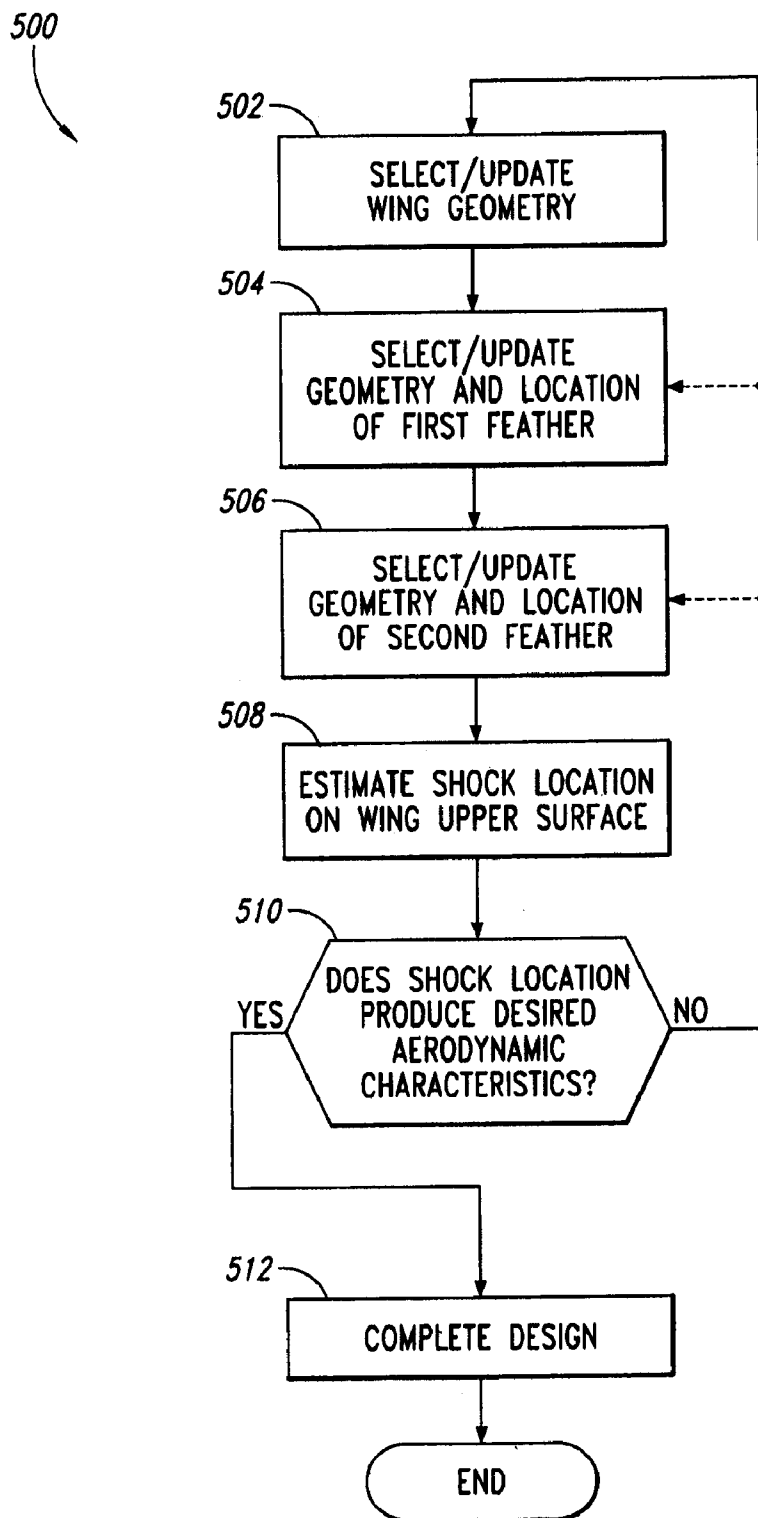 500
502
SELECT/UPDATE
WING GEOMETRY
504
SELECT/UPDATE
GEOMETRY AND LOCATION
OF FIRST FEATHER
506
SELECT/UPDATE
GEOMETRY AND LOCATION
OF SECOND FEATHER
508
ESTIMATE SHOCK LOCATION
ON WING UPPER SURFACE
510
DOES SHOCK LOCATION
PRODUCE DESIRED
AERODYNAMIC
CHARACTERISTICS?
YES
NO
512
COMPLETE DESIGN
END